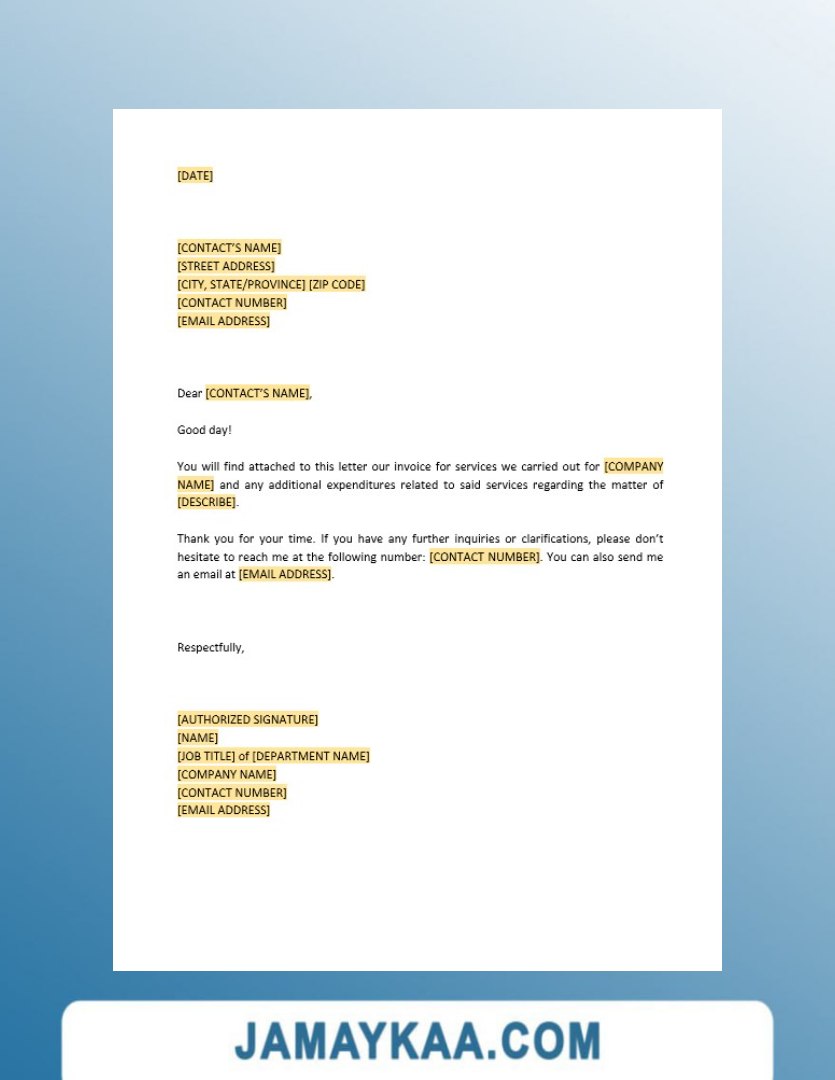 [DATE]
[CONTACT’S NAME]
[STREET ADDRESS]
[CITY, STATE/PROVINCE] [ZIP CODE]
[CONTACT NUMBER]
[EMAIL ADDRESS]
Dear [CONTACT’S NAME],
Good day!
You will find attached to this letter our invoice for services we carried out for [COMPANY
NAME] and any additional expenditures related to said services regarding the matter of
[DESCRIBE].
Thank you for your time. If you have any further inquiries or clarifications, please don’t
hesitate to reach me at the following number: [CONTACT NUMBER]. You can also send me
an email at [EMAIL ADDRESS].
Respectfully,
[AUTHORIZED SIGNATURE]
[NAME]
[JOB TITLE] of [DEPARTMENT NAME]
[COMPANY NAME]
[CONTACT NUMBER]
[EMAIL ADDRESS]
JAMAYKAA.COM